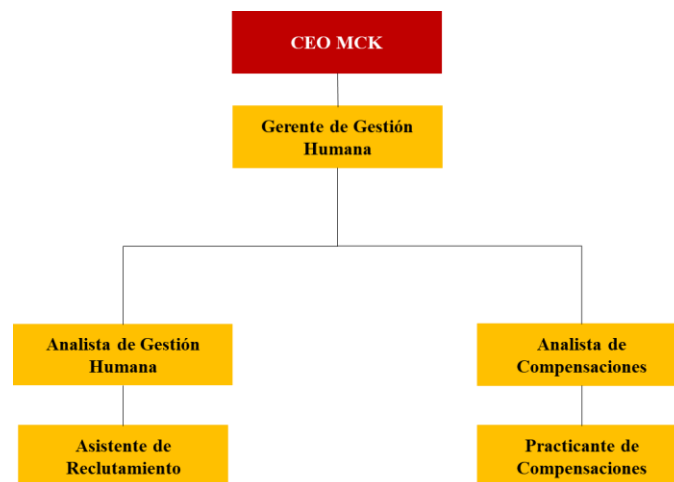 CEO MCK
Gerente de Gestión
Humana
Analista de Gestión
Humana
Analista de
Compensaciones
Asistente de
Reclutamiento
Practicante de
Compensaciones